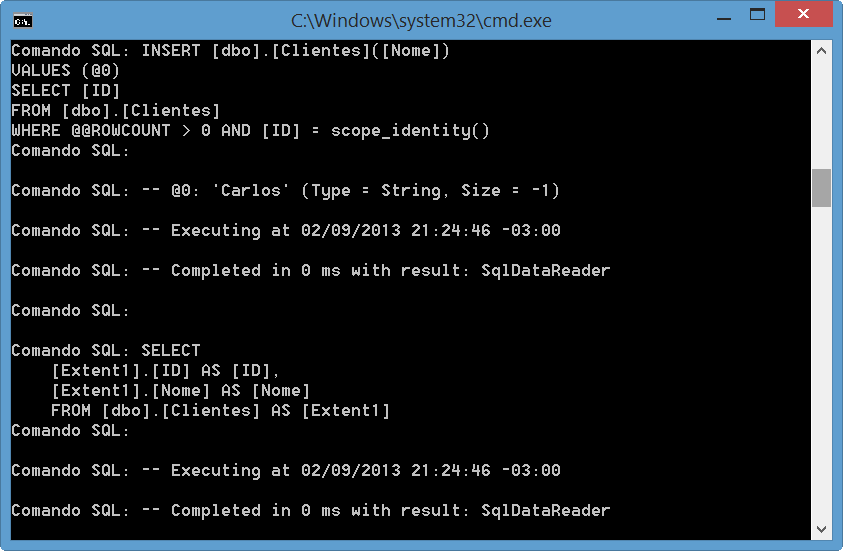 C:\Windows\system32\cmd.exe
Comando SQL: INSERT [dbo].[Clientes]([Nome])
VALUES (@0)
SELECT [ID]
FROM [dbo].[Clientes]
WHERE @@ROWCOUNT > 0 AND [ID] = scope_identity()
Comando SQL:
Comando SQL: -- @0: 'Carlos' (Type = String, Size = -1)
Comando SQL: -- Executing at 02/09/2013 21:24:46 -03:00
Comando SQL: -- Completed in 0 ms with result: SqlDataReader
Comando SQL:
Comando SQL: SELECT
    [Extent1].[ID] AS [ID],
    [Extent1].[Nome] AS [Nome]
    FROM [dbo].[Clientes] AS [Extent1]
Comando SQL:
Comando SQL: -- Executing at 02/09/2013 21:24:46 -03:00
Comando SQL: -- Completed in 0 ms with result: SqlDataReader